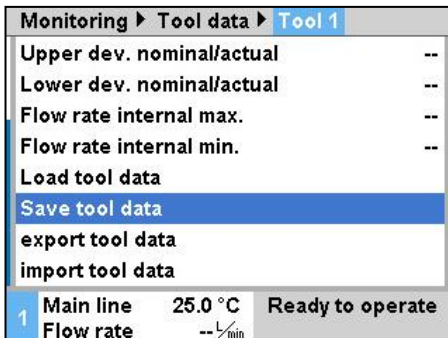 Monitoring ▶ Tool data ▶ Tool 1
Upper dev. nominal/actual --
Lower dev. nominal/actual --
Flow rate internal max. --
Flow rate internal min. --
Load tool data
Save tool data
export tool data
import tool data
1 Main line 25.0 °C Ready to operate
Flow rate -- L/min